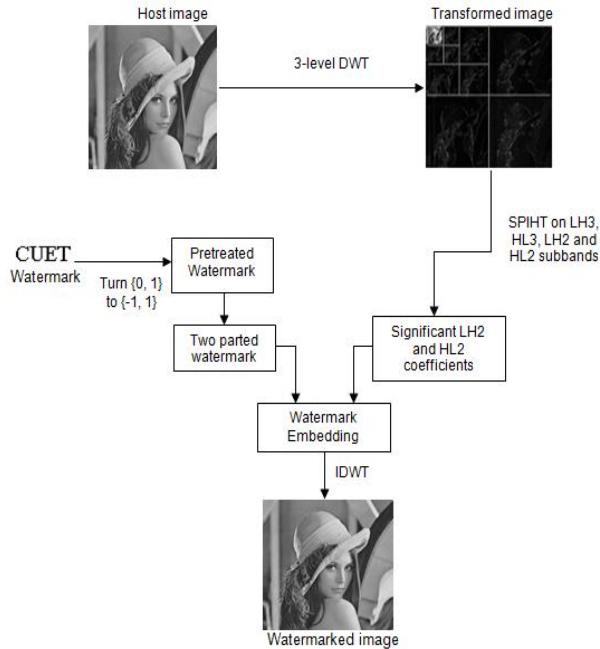 Host image
Transformed image
3-level DWT
SPIHT on LH3,
HL3, LH2 and
HL2 subbands
CUET
Watermark
Turn {0, 1}
to {-1, 1}
Pretreated
Watermark
Two parted
watermark
Significant LH2
and HL2
coefficients
Watermark
Embedding
IDWT
Watermarked image